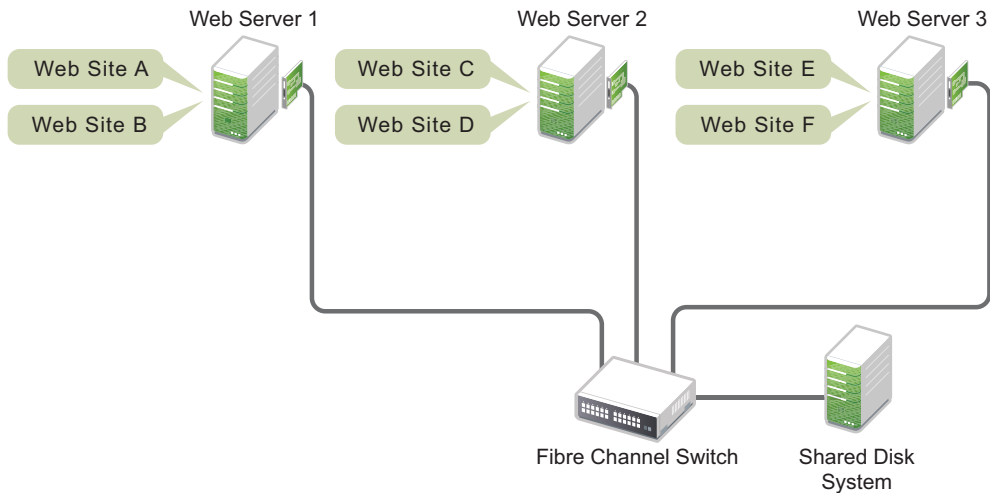 Web Server 1
Web Server 2
Web Server 3
Web Site A
Web Site C
Web Site E
Web Site B
Web Site D
Web Site F
Fibre Channel Switch
Shared Disk
System